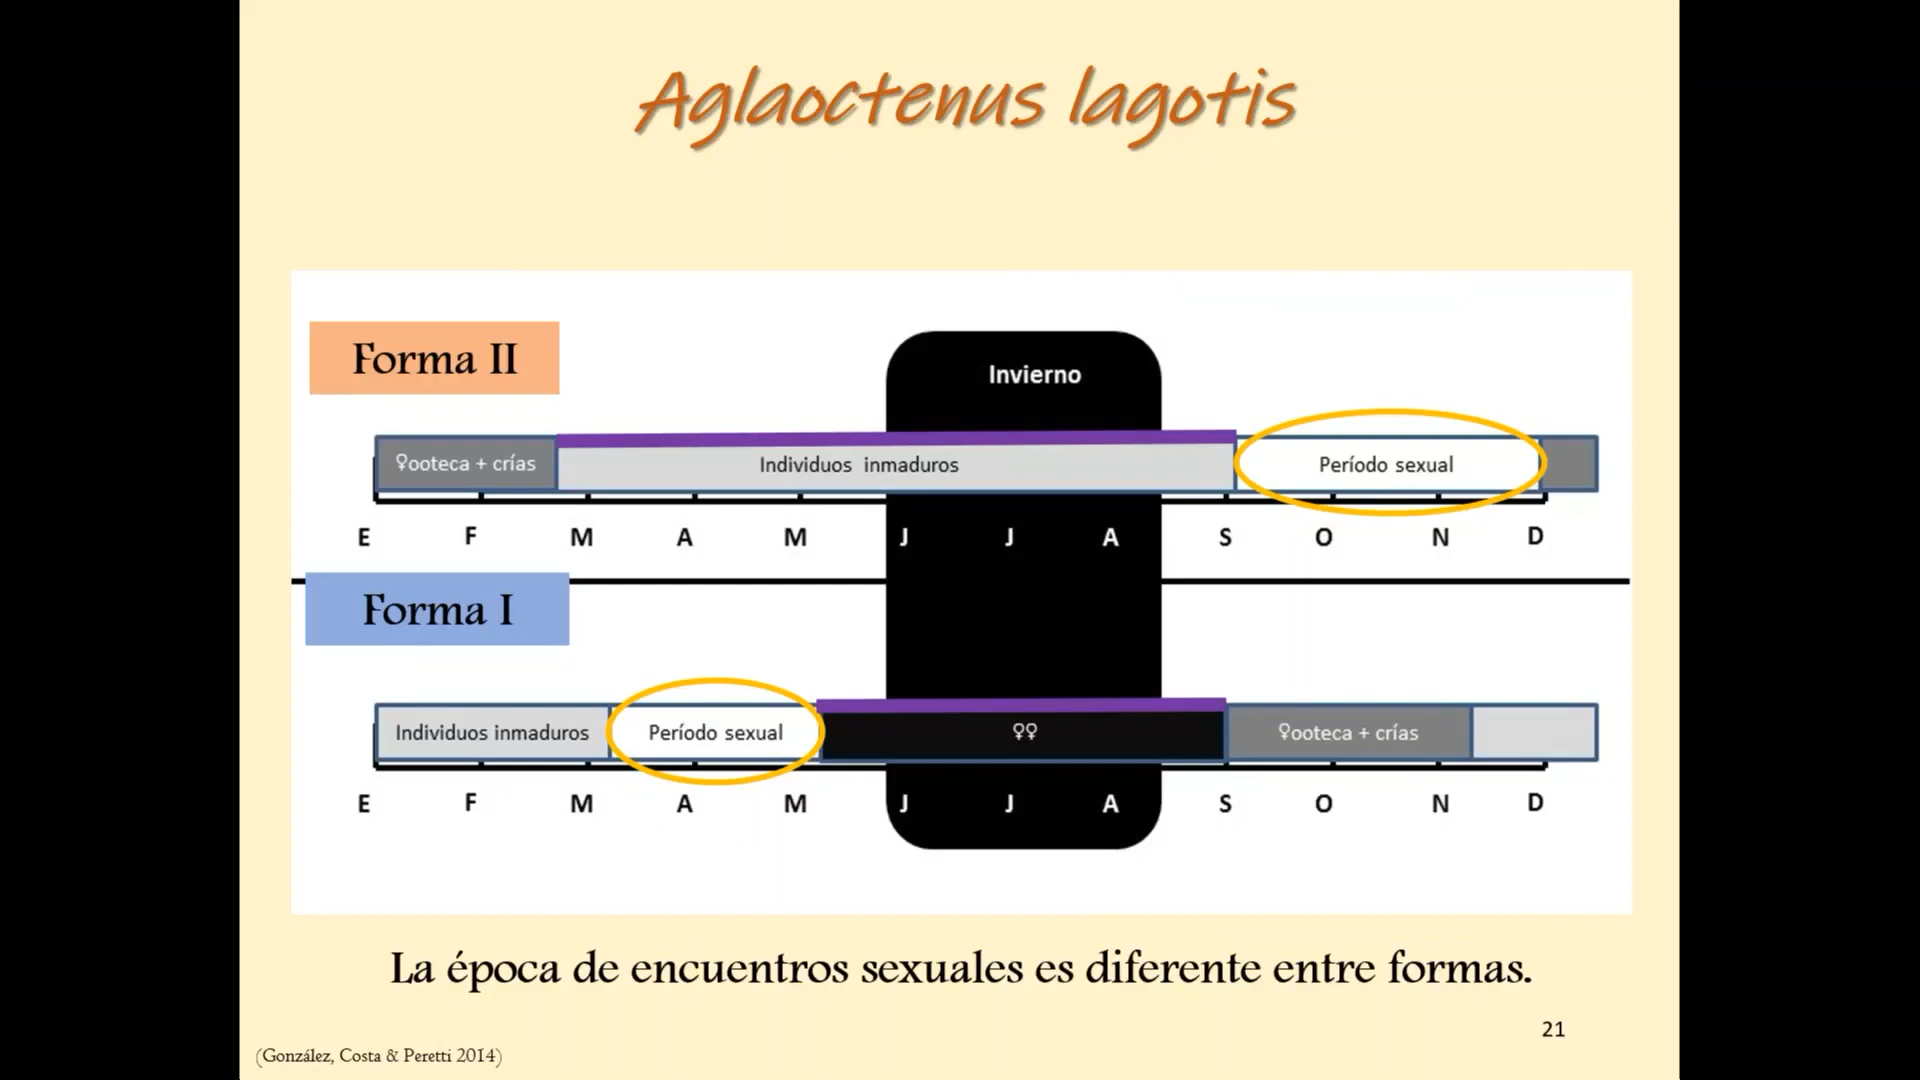 Aglaoctenus lagotis
Forma II
Invierno
♀ooteca + crías
Individuos inmaduros
Período sexual
E F M A M J J A S O N D
Forma I
Individuos inmaduros
Período sexual
♀♀
♀ooteca + crías
E F M A M J J A S O N D
La época de encuentros sexuales es diferente entre formas.
21
(González, Costa & Peretti 2014)